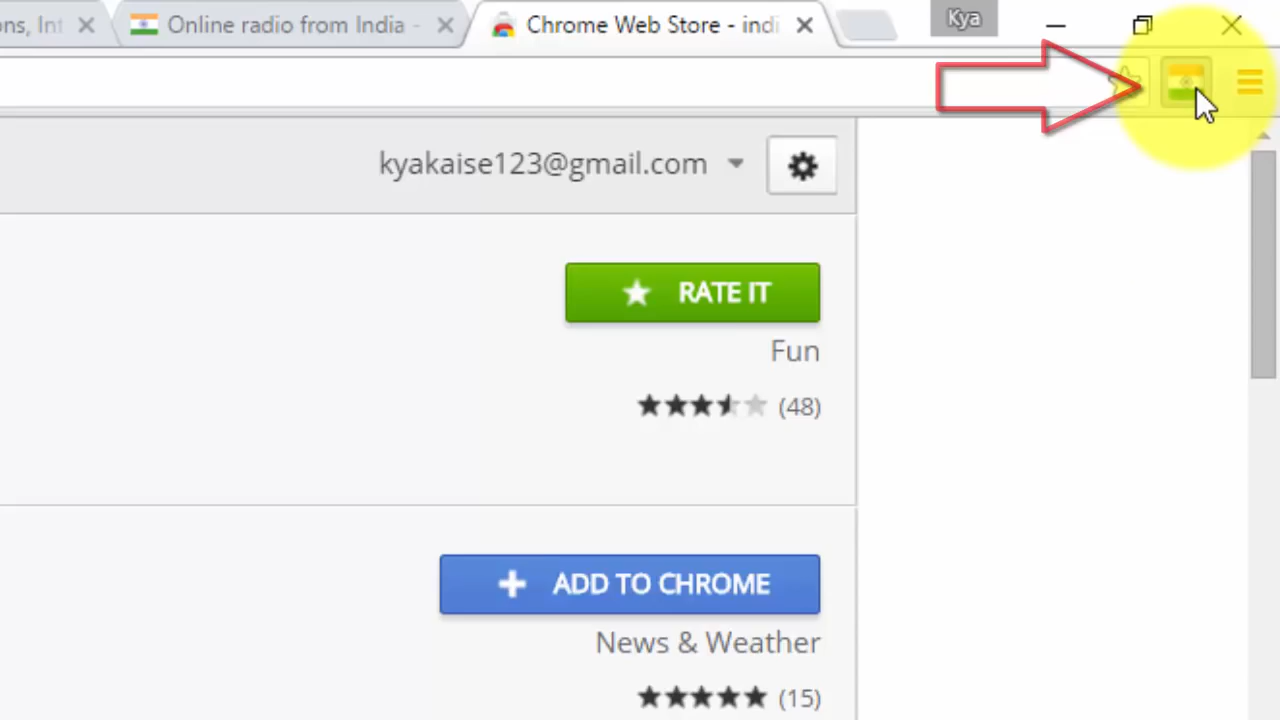 ons, Int
Online radio from India -
Chrome Web Store - indi
Kya
kyakaise123@gmail.com
RATE IT
Fun
(48)
ADD TO CHROME
News & Weather
(15)